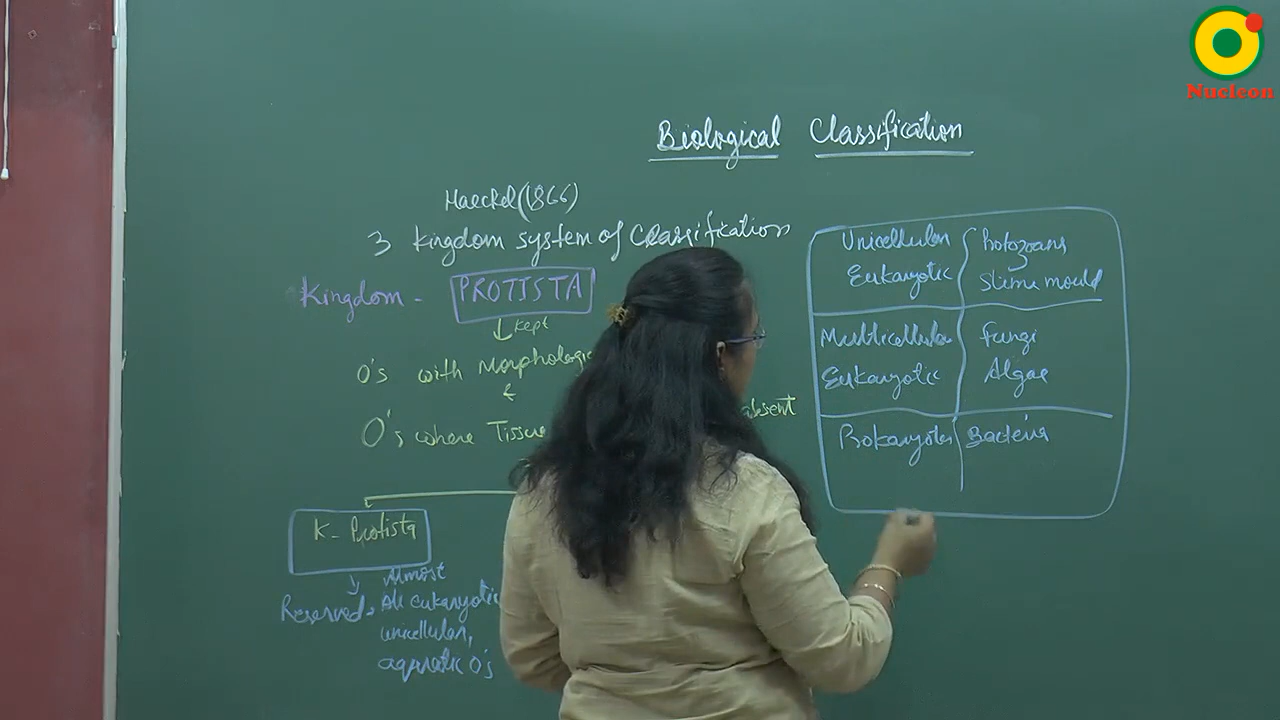 Nucleon
Biological Classification
Haeckel (1866)
3 Kingdom system of Classification
Kingdom - PROTISTA
kept
O's with Morphologic
O's where Tissue
absent
K - Protista
Reserved → Almost
All eukaryotic
unicellular,
aquatic O's
Unicellular Protozoans
Eukaryotic Slime mould
Multicellular Fungi
Eukaryotic Algae
Prokaryotes Bacteria